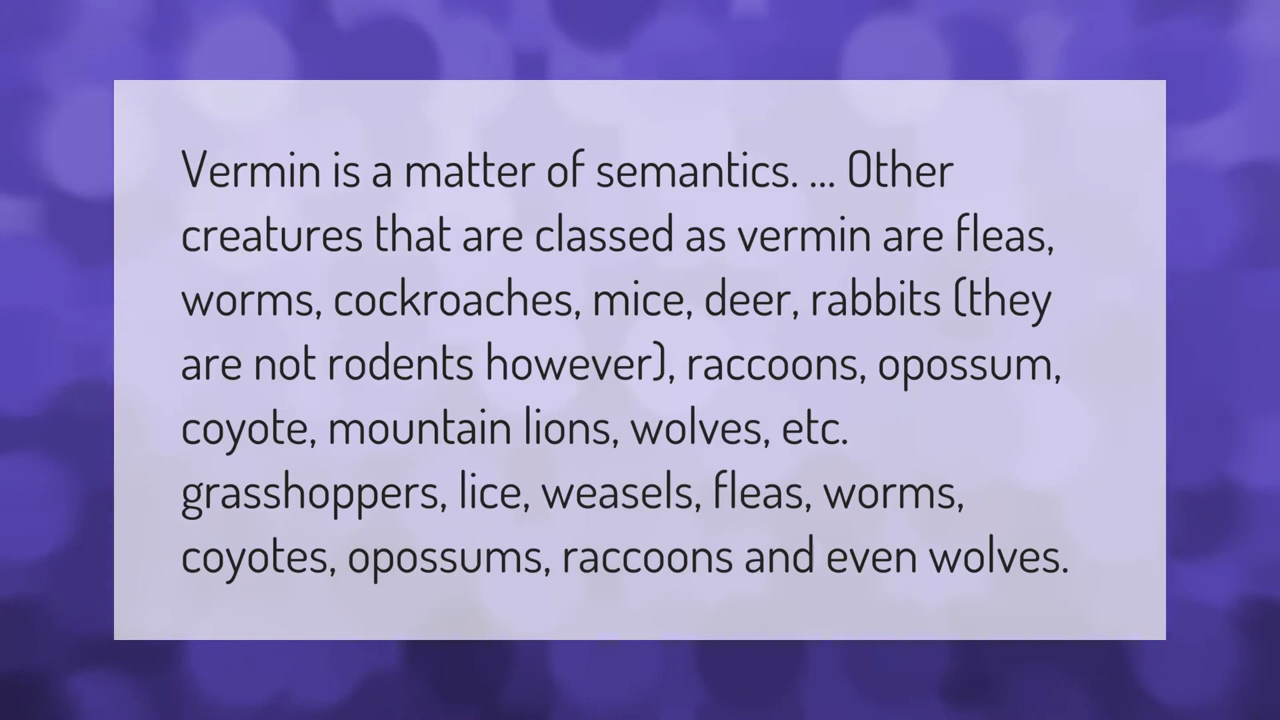 Vermin is a matter of semantics. ... Other
creatures that are classed as vermin are fleas,
worms, cockroaches, mice, deer, rabbits (they
are not rodents however), raccoons, opossum,
coyote, mountain lions, wolves, etc.
grasshoppers, lice, weasels, fleas, worms,
coyotes, opossums, raccoons and even wolves.